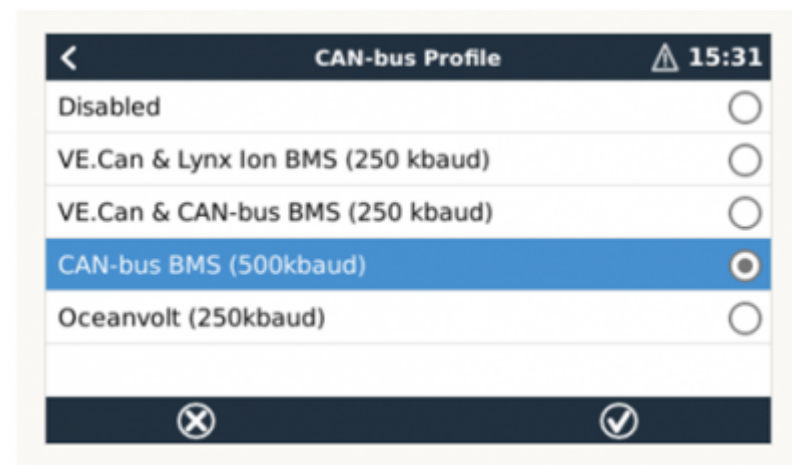 CAN-bus Profile 15:31
Disabled
VE.Can & Lynx Ion BMS (250 kbaud)
VE.Can & CAN-bus BMS (250 kbaud)
CAN-bus BMS (500kbaud)
Oceanvolt (250kbaud)